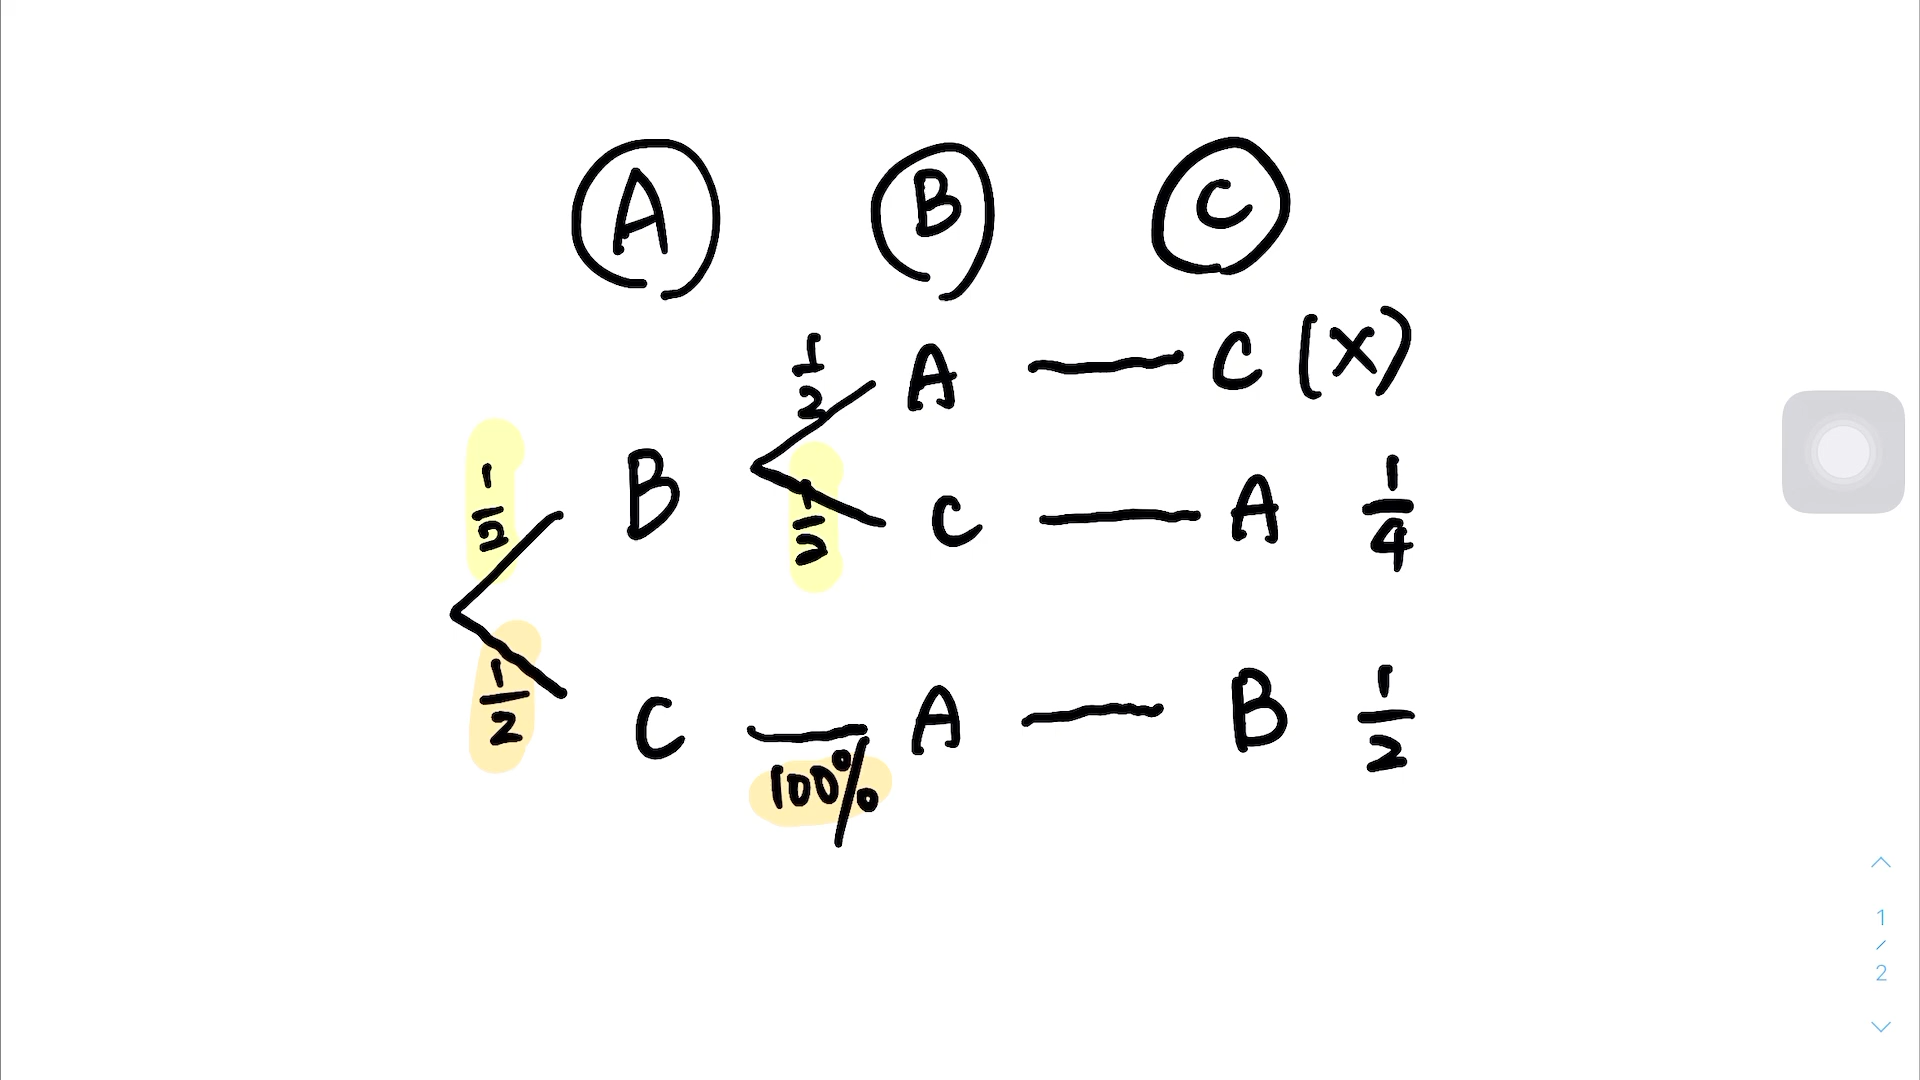 A B C
1/2 A — C (X)
1/2 B 1/2 C — A 1/4
1/2 C — A — B 1/2
100%
1
/
2